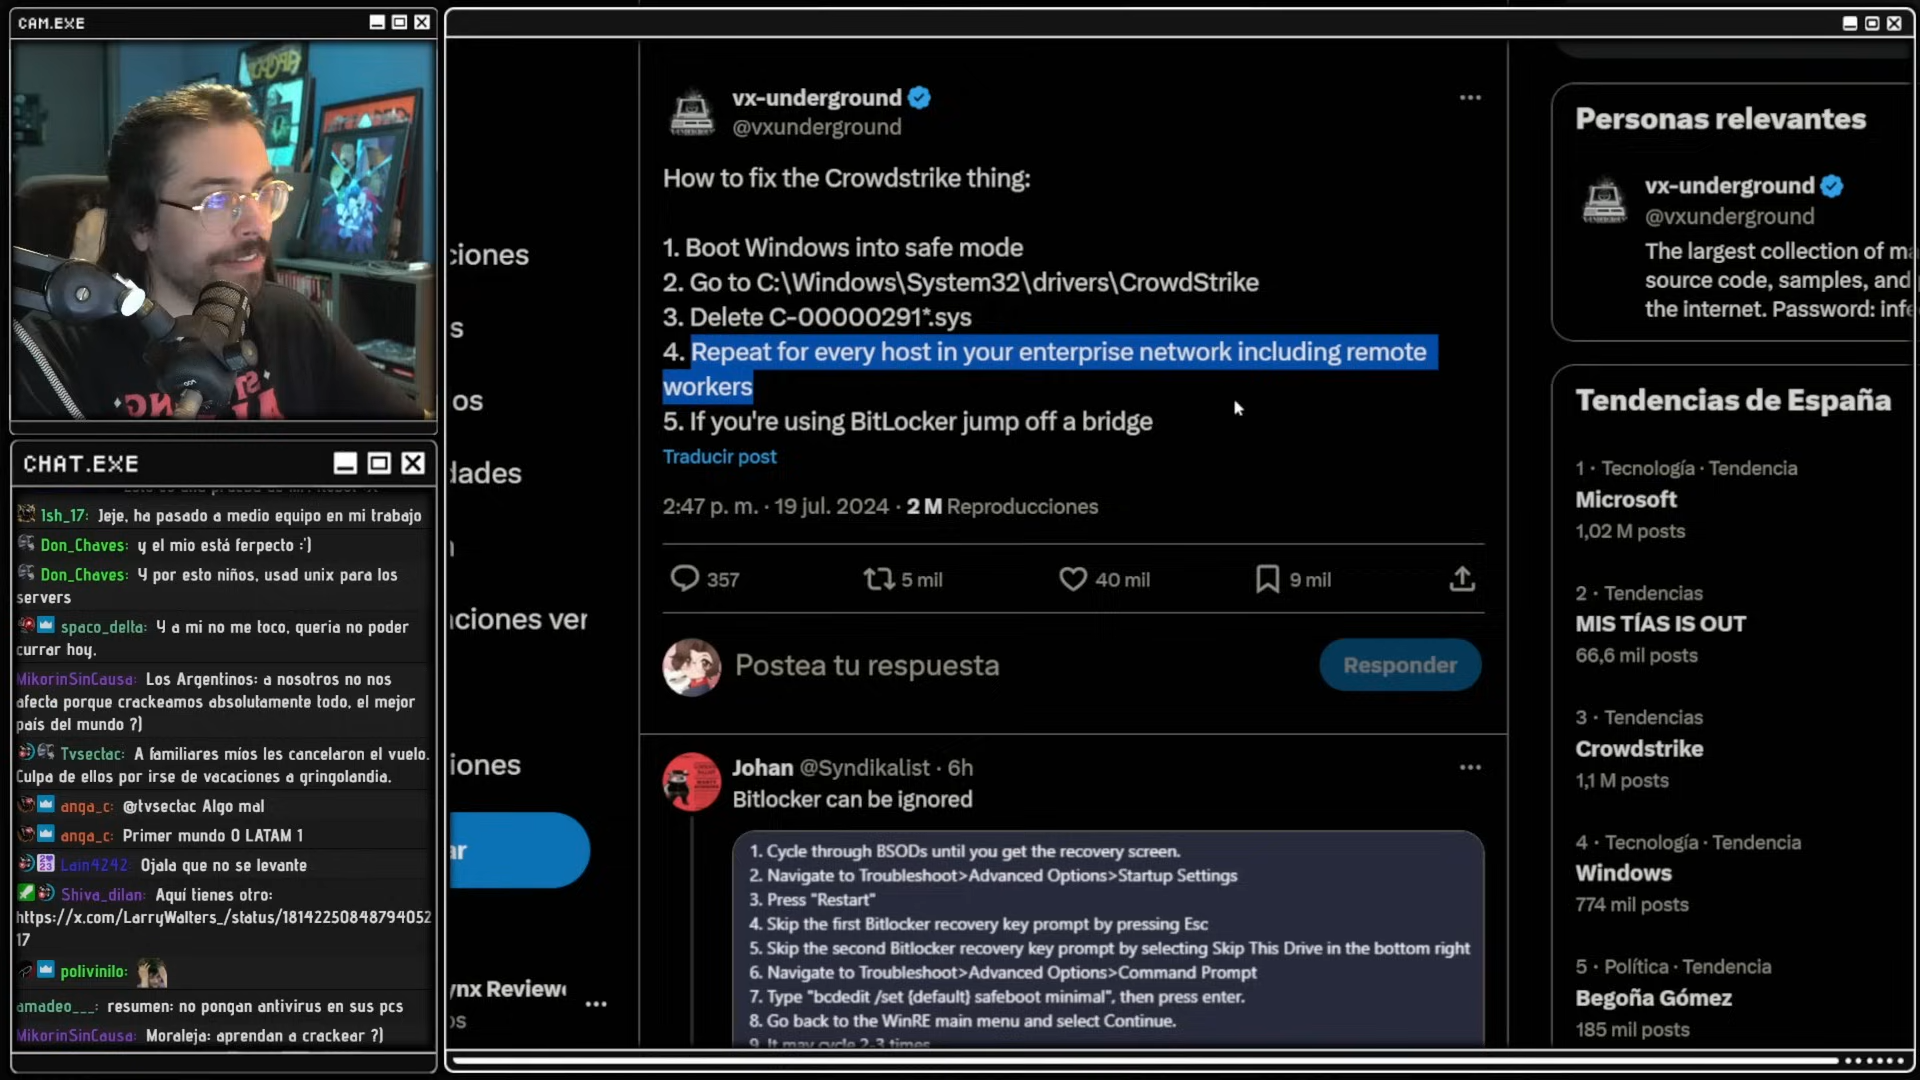 CAM.EXE
CHAT.EXE
1sh_17: Jeje, ha pasado a medio equipo en mi trabajo
Don_Chaves: y el mio está ferpecto :')
Don_Chaves: Y por esto niños, usad unix para los
servers
spaco_delta: Y a mi no me toco, queria no poder
currar hoy.
MikorinSinCausa: Los Argentinos: a nosotros no nos
afecta porque crackeamos absolutamente todo, el mejor
país del mundo ?)
Tvsectac: A familiares míos les cancelaron el vuelo.
Culpa de ellos por irse de vacaciones a gringolandia.
anga_c: @tvsectac Algo mal
anga_c: Primer mundo 0 LATAM 1
Lain4242: Ojala que no se levante
Shiva_dilan: Aquí tienes otro:
https://x.com/LarryWalters_/status/18142250848794052
17
polivinilo:
amadeo___: resumen: no pongan antivirus en sus pcs
MikorinSinCausa: Moraleja: aprendan a crackear ?)
ciones
s
os
dades
ciones ver
iones
ar
ynx Review
os
vx-underground
@vxunderground
How to fix the Crowdstrike thing:
1. Boot Windows into safe mode
2. Go to C:\Windows\System32\drivers\CrowdStrike
3. Delete C-00000291*.sys
4. Repeat for every host in your enterprise network including remote
workers
5. If you're using BitLocker jump off a bridge
Traducir post
2:47 p. m. · 19 jul. 2024 · 2 M Reproducciones
357 5 mil 40 mil 9 mil
Postea tu respuesta
Responder
Johan @Syndikalist · 6h
Bitlocker can be ignored
1. Cycle through BSODs until you get the recovery screen.
2. Navigate to Troubleshoot>Advanced Options>Startup Settings
3. Press "Restart"
4. Skip the first Bitlocker recovery key prompt by pressing Esc
5. Skip the second Bitlocker recovery key prompt by selecting Skip This Drive in the bottom right
6. Navigate to Troubleshoot>Advanced Options>Command Prompt
7. Type "bcdedit /set {default} safeboot minimal", then press enter.
8. Go back to the WinRE main menu and select Continue.
9. It may cycle 2-3 times
Personas relevantes
vx-underground
@vxunderground
The largest collection of ma
source code, samples, and
the internet. Password: infe
Tendencias de España
1 · Tecnología · Tendencia
Microsoft
1,02 M posts
2 · Tendencias
MIS TÍAS IS OUT
66,6 mil posts
3 · Tendencias
Crowdstrike
1,1 M posts
4 · Tecnología · Tendencia
Windows
774 mil posts
5 · Política · Tendencia
Begoña Gómez
185 mil posts